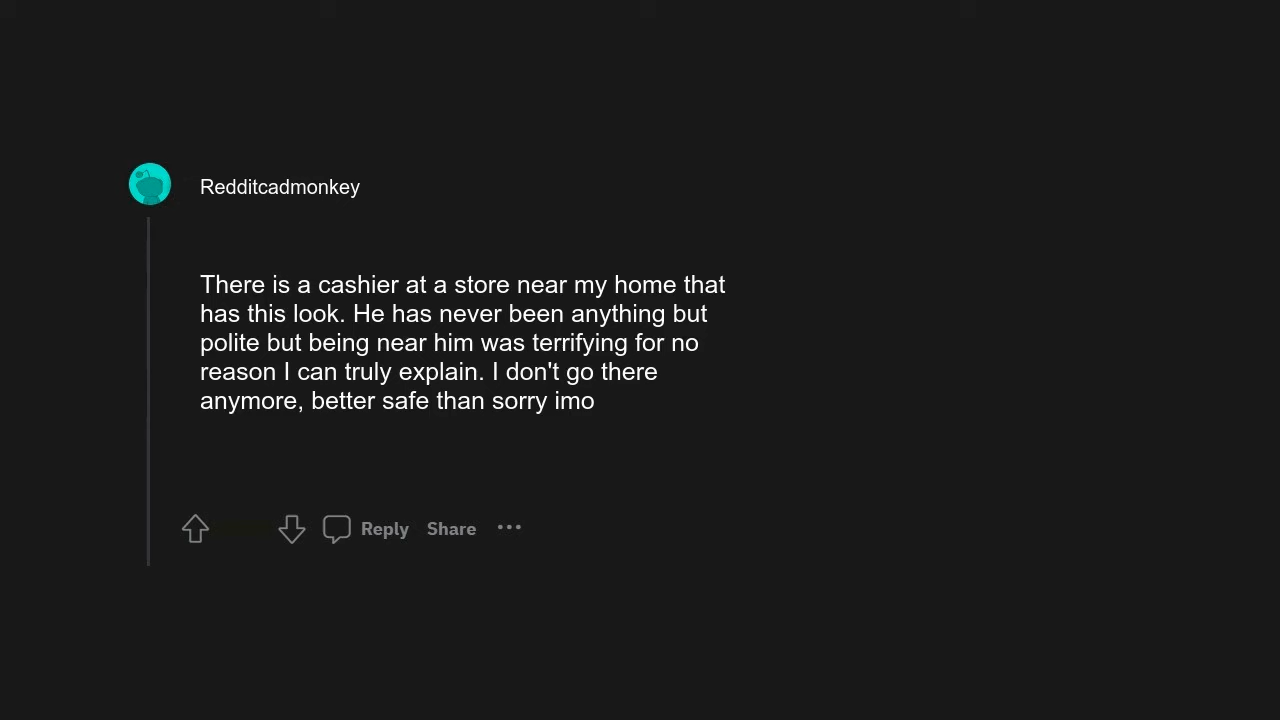 Redditcadmonkey
There is a cashier at a store near my home that
has this look. He has never been anything but
polite but being near him was terrifying for no
reason I can truly explain. I don't go there
anymore, better safe than sorry imo
Reply Share